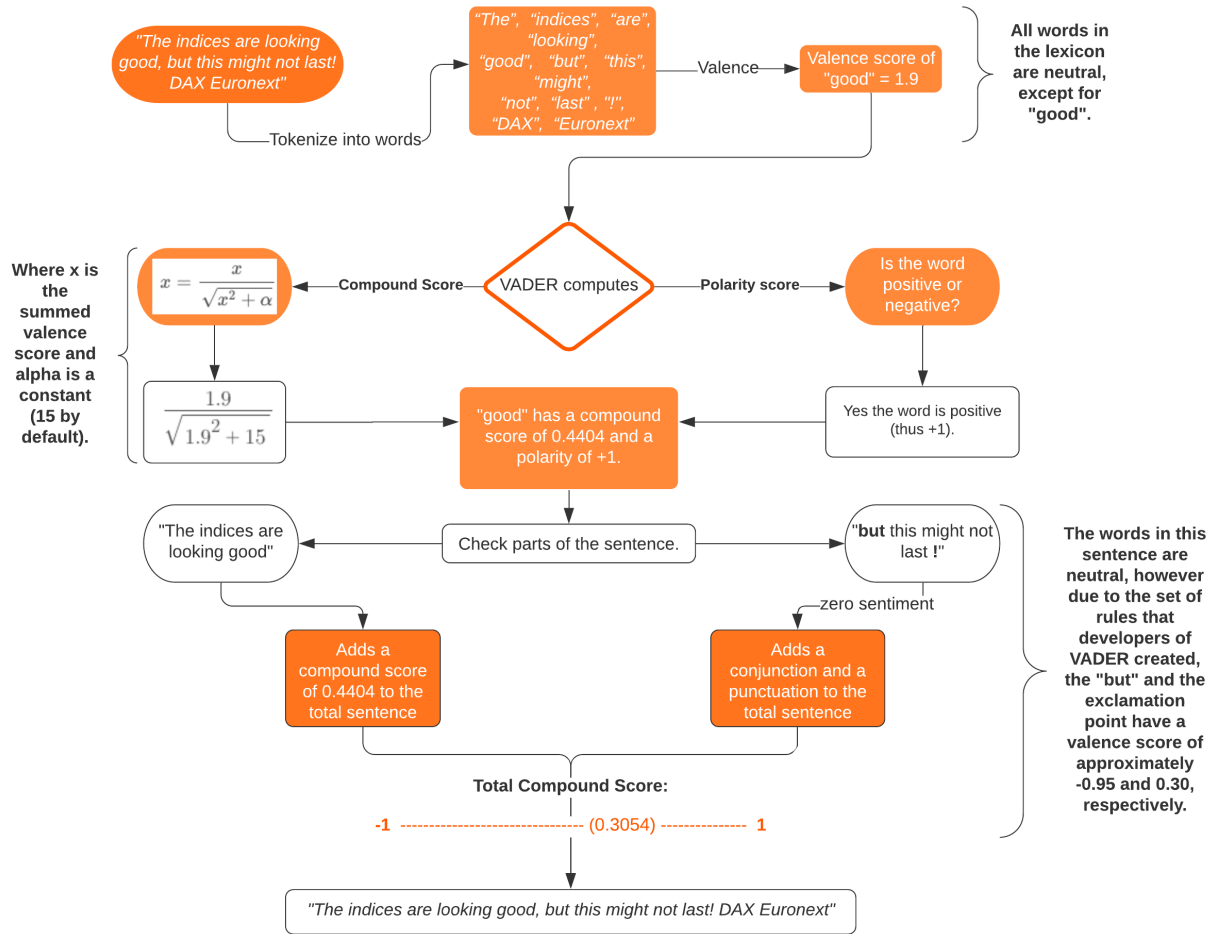 "The indices are looking
good, but this might not last!
DAX Euronext"
Tokenize into words
“The”, “indices”, “are”,
“looking”,
“good”, “but”, “this”,
“might”,
“not”, “last” , "!",
“DAX”, “Euronext”
Valence
Valence score of
"good" = 1.9
All words in
the lexicon
are neutral,
except for
"good".
Where x is
the
summed
valence
score and
alpha is a
constant
(15 by
default).
x = x / √(x² + α)
Compound Score
VADER computes
Polarity score
Is the word
positive or
negative?
1.9 / √(1.9² + 15)
"good" has a compound
score of 0.4404 and a
polarity of +1.
Yes the word is positive
(thus +1).
"The indices are
looking good"
Check parts of the sentence.
"but this might not
last !"
zero sentiment
Adds a
compound score
of 0.4404 to the
total sentence
Adds a
conjunction and a
punctuation to the
total sentence
The words in this
sentence are
neutral, however
due to the set of
rules that
developers of
VADER created,
the "but" and the
exclamation
point have a
valence score of
approximately
-0.95 and 0.30,
respectively.
Total Compound Score:
-1 ------------------------------ (0.3054) -------------- 1
"The indices are looking good, but this might not last! DAX Euronext"